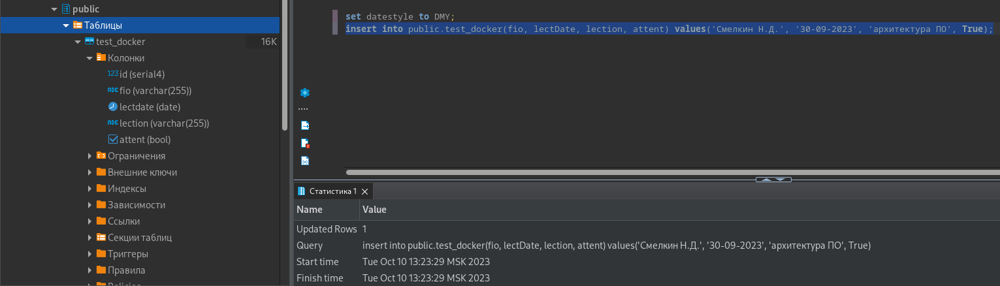 public
Таблицы
test_docker 16K
Колонки
123 id (serial4)
ABC fio (varchar(255))
lectdate (date)
ABC lection (varchar(255))
attent (bool)
Ограничения
Внешние ключи
Индексы
Зависимости
Ссылки
Секции таблиц
Триггеры
Правила
Policies
set datestyle to DMY;
insert into public.test_docker(fio, lectDate, lection, attent) values('Смелкин Н.Д.', '30-09-2023', 'архитектура ПО', True);
Статистика 1
Name Value
Updated Rows 1
Query insert into public.test_docker(fio, lectDate, lection, attent) values('Смелкин Н.Д.', '30-09-2023', 'архитектура ПО', True)
Start time Tue Oct 10 13:23:29 MSK 2023
Finish time Tue Oct 10 13:23:29 MSK 2023